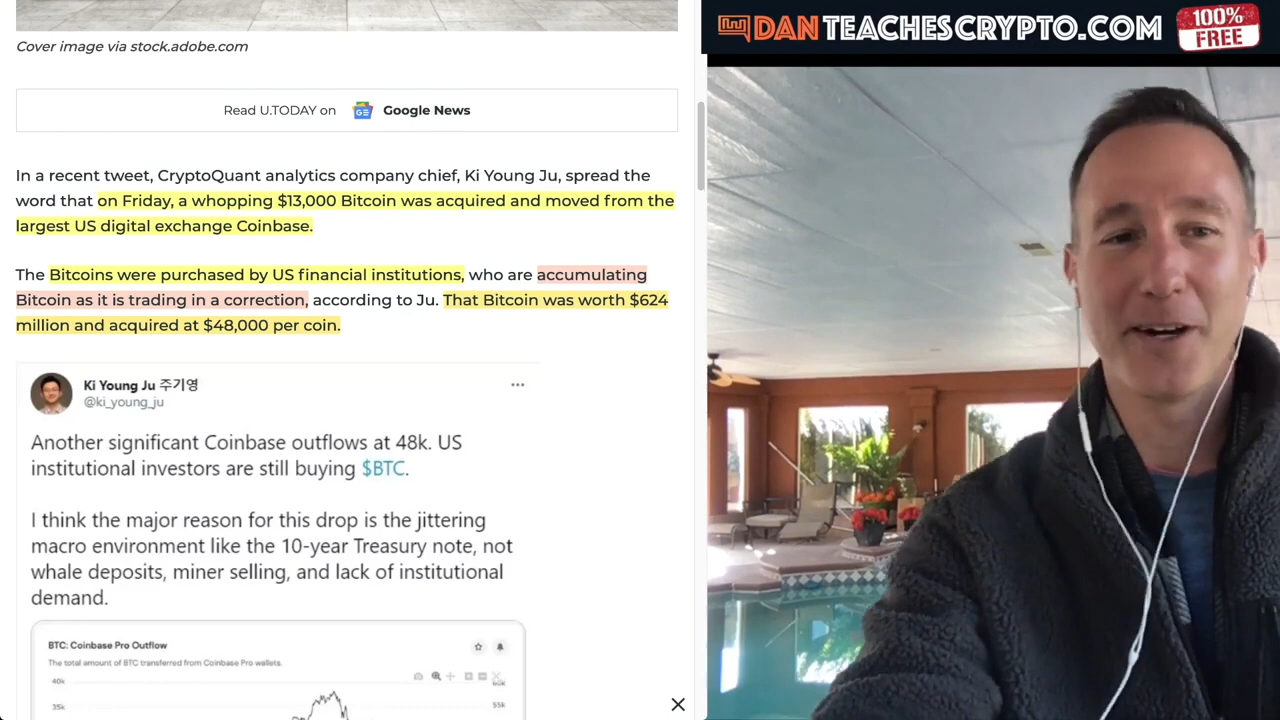 Cover image via stock.adobe.com
Read U.TODAY on Google News
In a recent tweet, CryptoQuant analytics company chief, Ki Young Ju, spread the
word that on Friday, a whopping $13,000 Bitcoin was acquired and moved from the
largest US digital exchange Coinbase.
The Bitcoins were purchased by US financial institutions, who are accumulating
Bitcoin as it is trading in a correction, according to Ju. That Bitcoin was worth $624
million and acquired at $48,000 per coin.
Ki Young Ju 주기영
@ki_young_ju
Another significant Coinbase outflows at 48k. US
institutional investors are still buying $BTC.
I think the major reason for this drop is the jittering
macro environment like the 10-year Treasury note, not
whale deposits, miner selling, and lack of institutional
demand.
BTC: Coinbase Pro Outflow
The total amount of BTC transferred from Coinbase Pro wallets.
40k
60k
35k
55k
DANTEACHESCRYPTO.COM
100%
FREE